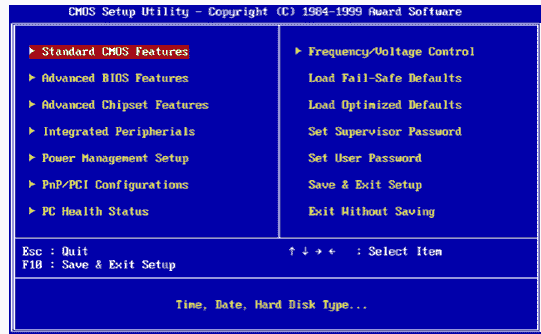 CMOS Setup Utility - Copyright (C) 1984-1999 Award Software
▶ Standard CMOS Features
▶ Advanced BIOS Features
▶ Advanced Chipset Features
▶ Integrated Peripherials
▶ Power Management Setup
▶ PnP/PCI Configurations
▶ PC Health Status
▶ Frequency/Voltage Control
Load Fail-Safe Defaults
Load Optimized Defaults
Set Supervisor Password
Set User Password
Save & Exit Setup
Exit Without Saving
Esc : Quit
F10 : Save & Exit Setup
↑ ↓ → ← : Select Item
Time, Date, Hard Disk Type...